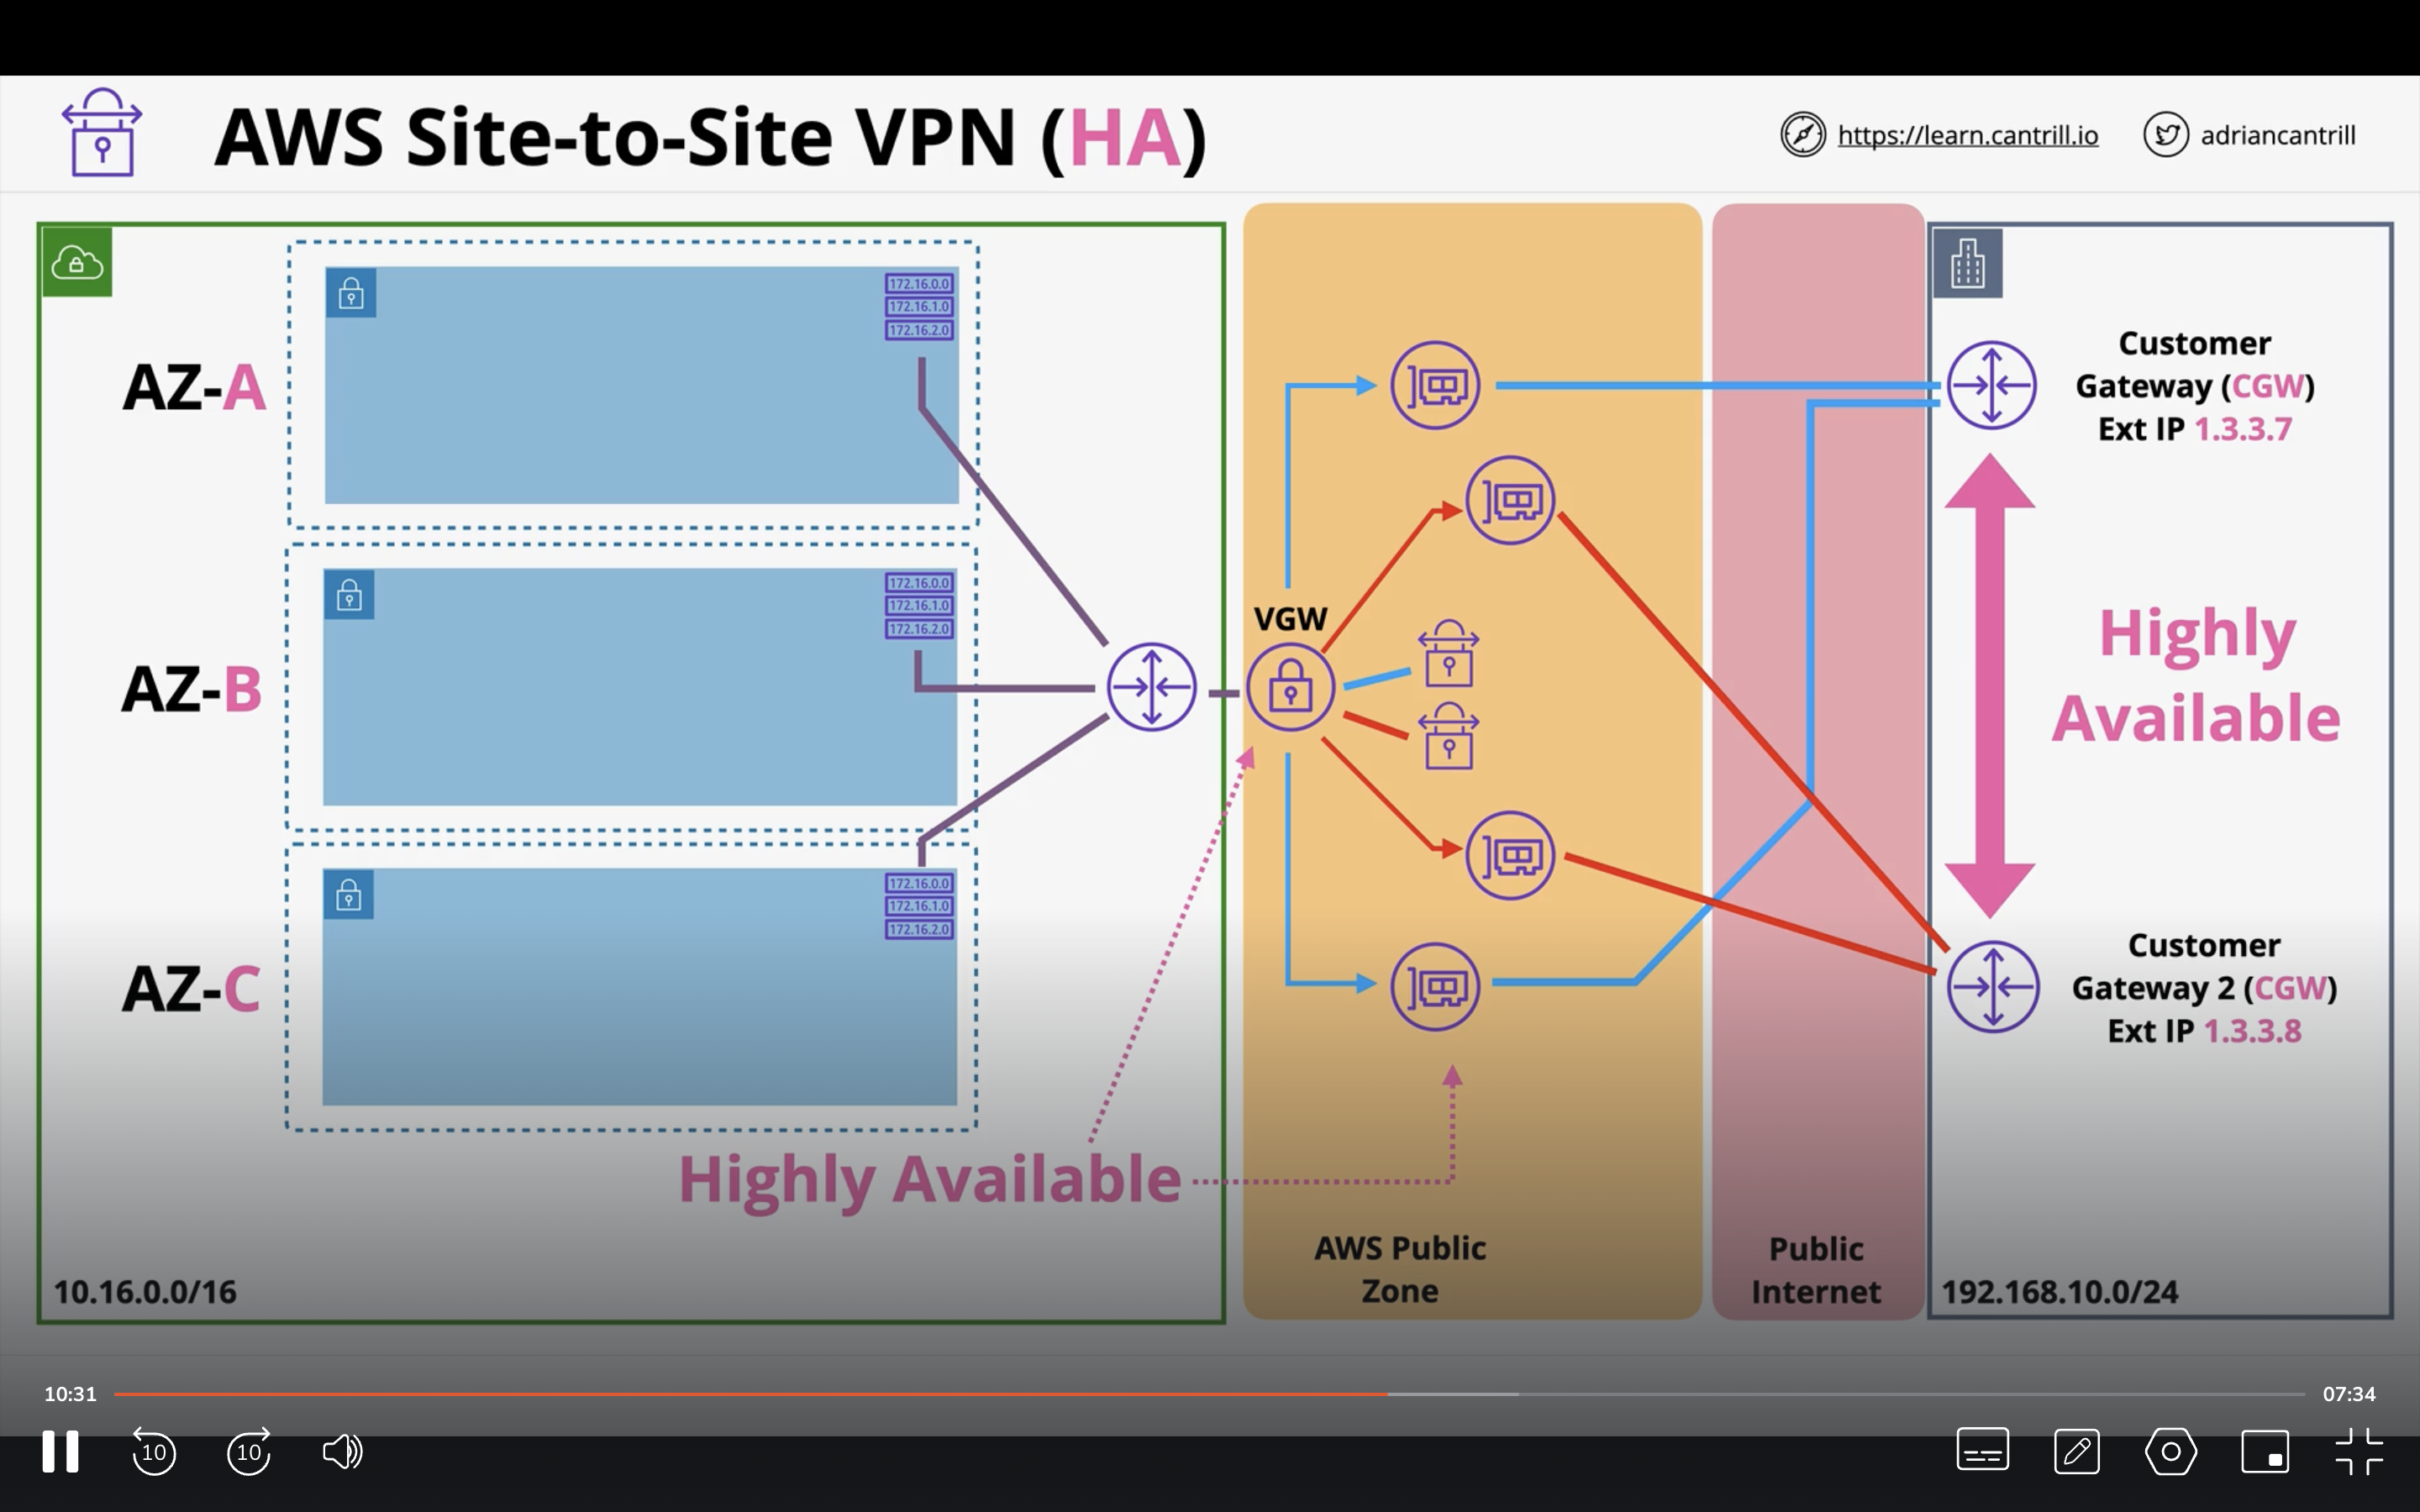 AWS Site-to-Site VPN (HA)
https://learn.cantrill.io
adriancantrill
172.16.0.0
172.16.1.0
172.16.2.0
AZ-A
172.16.0.0
172.16.1.0
172.16.2.0
AZ-B
172.16.0.0
172.16.1.0
172.16.2.0
AZ-C
VGW
Customer
Gateway (CGW)
Ext IP 1.3.3.7
Highly
Available
Customer
Gateway 2 (CGW)
Ext IP 1.3.3.8
Highly Available
10.16.0.0/16
AWS Public
Zone
Public
Internet
192.168.10.0/24
10:31
07:34
10
10